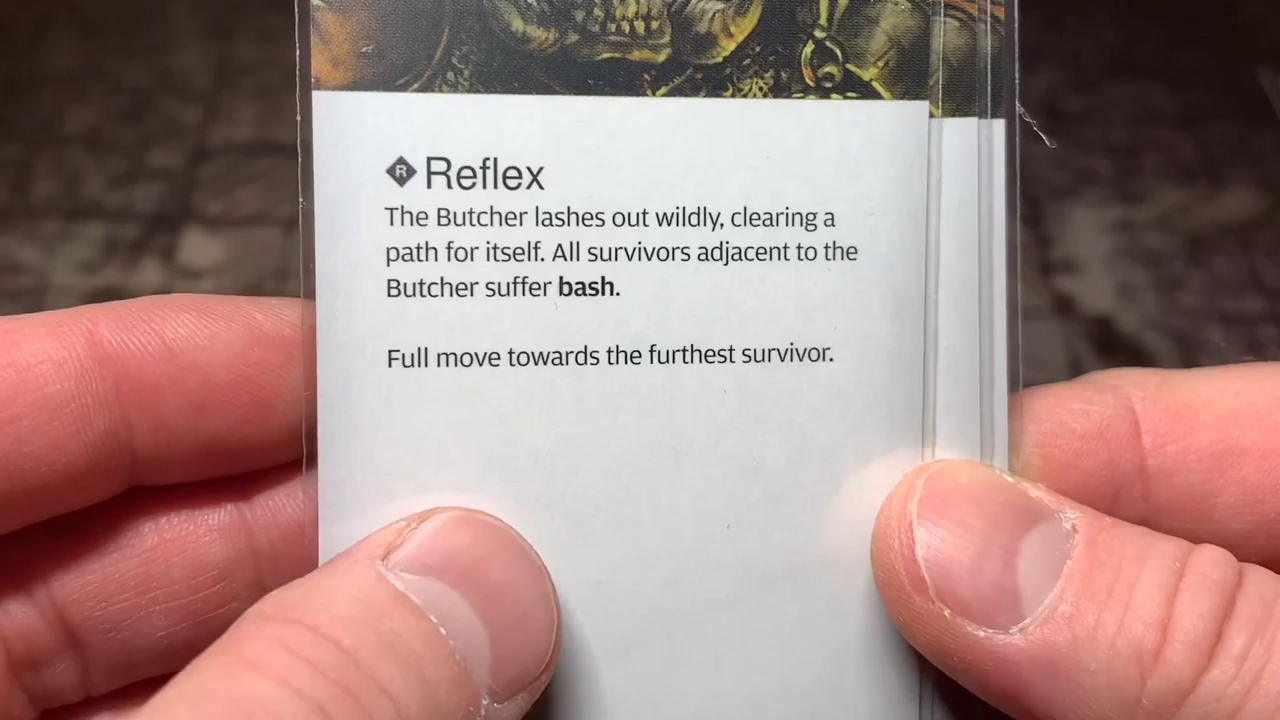 R Reflex
The Butcher lashes out wildly, clearing a
path for itself. All survivors adjacent to the
Butcher suffer bash.
Full move towards the furthest survivor.